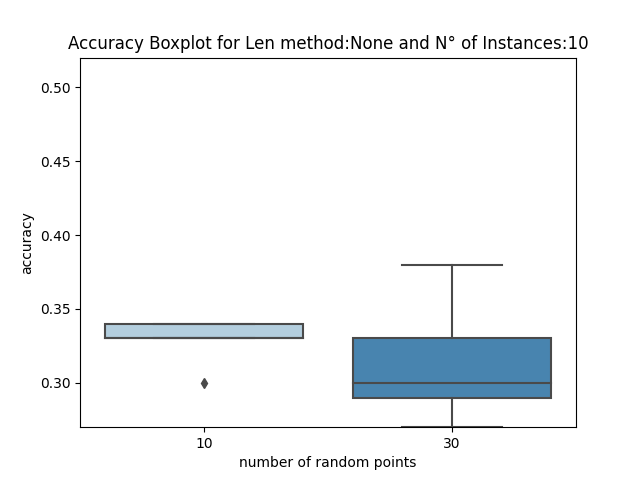 Accuracy Boxplot for Len method:None and N° of Instances:10
0.50
0.45
0.40
0.35
0.30
accuracy
10
30
number of random points